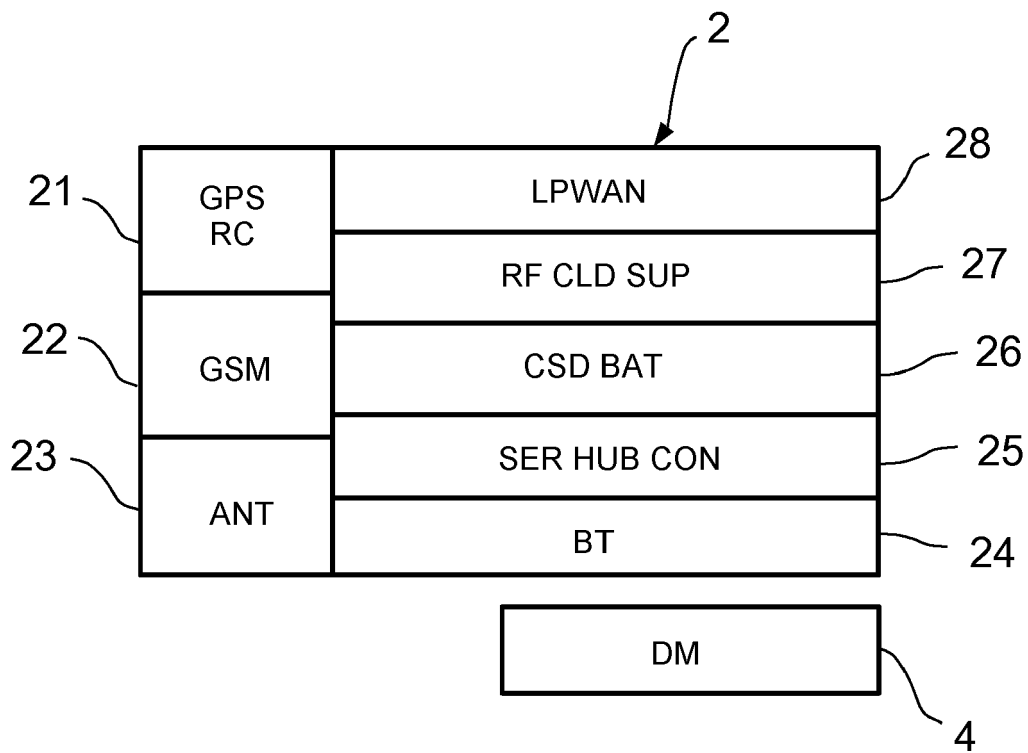 2
21
GPS
RC
LPWAN
28
RF CLD SUP
27
22
GSM
CSD BAT
26
23
ANT
SER HUB CON
25
BT
24
DM
4